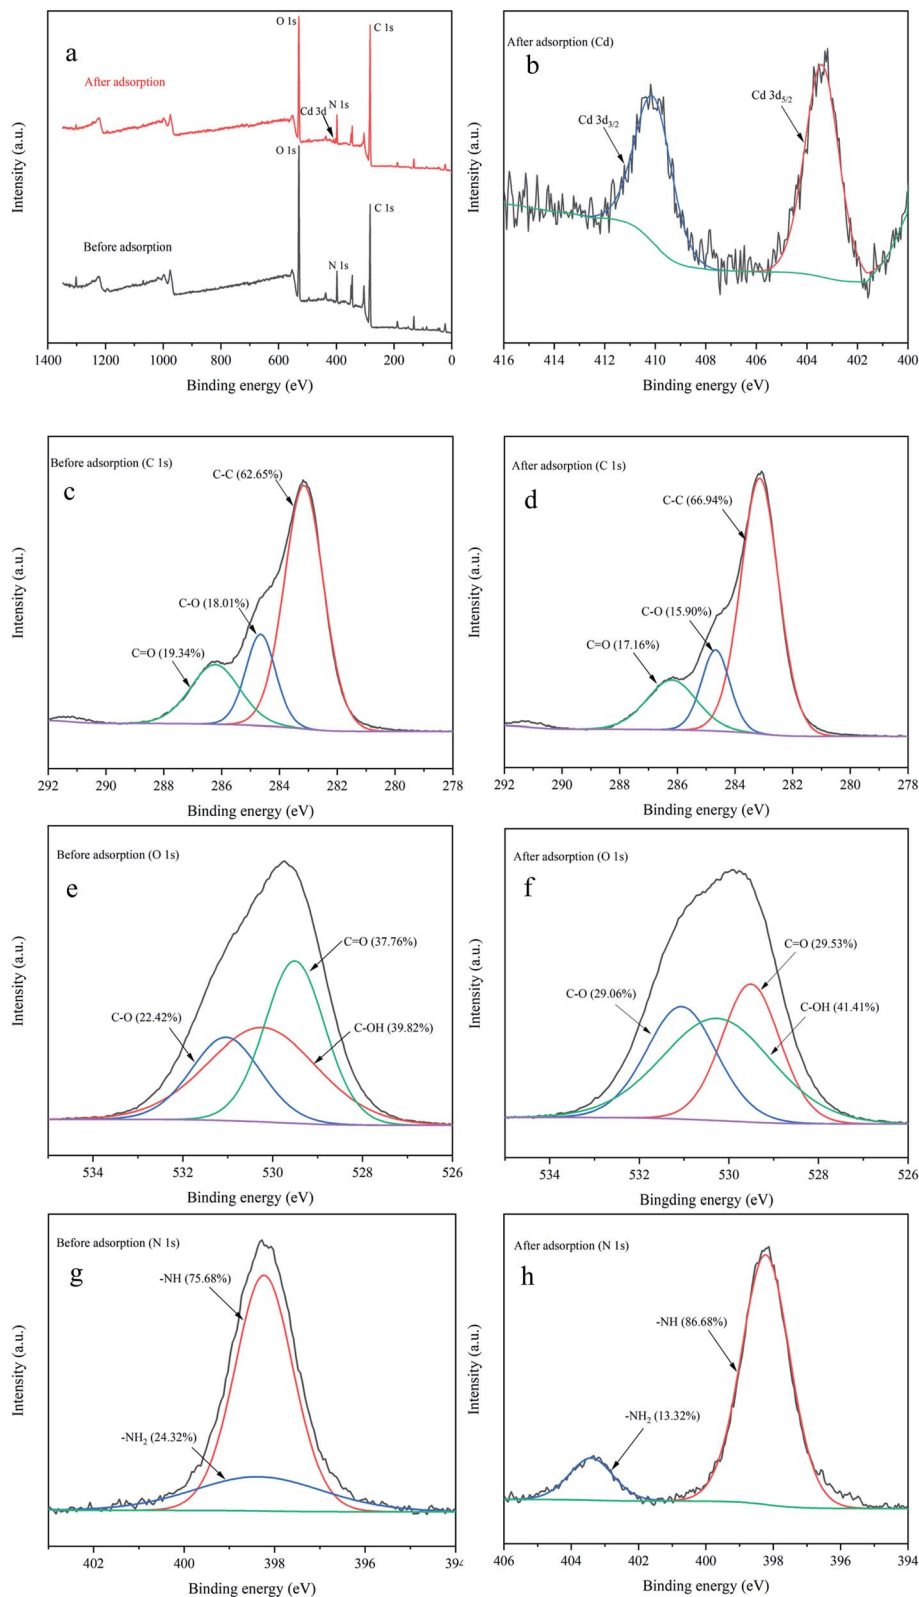 a
O 1s
C 1s
After adsorption
N 1s
Cd 3d
O 1s
C 1s
Before adsorption
N 1s
1400 1200 1000 800 600 400 200 0
Binding energy (eV)
Intensity (a.u.)
After adsorption (Cd)
b
Cd 3d5/2
Cd 3d3/2
416 414 412 410 408 406 404 402 400
Binding energy (eV)
Intensity (a.u.)
Before adsorption (C 1s)
c
C-C (62.65%)
C-O (18.01%)
C=O (19.34%)
292 290 288 286 284 282 280 278
Binding energy (eV)
Intensity (a.u.)
After adsorption (C 1s)
d
C-C (66.94%)
C-O (15.90%)
C=O (17.16%)
292 290 288 286 284 282 280 278
Binding energy (eV)
Intensity (a.u.)
Before adsorption (O 1s)
e
C=O (37.76%)
C-O (22.42%)
C-OH (39.82%)
534 532 530 528 526
Binding energy (eV)
Intensity (a.u.)
After adsorption (O 1s)
f
C=O (29.53%)
C-O (29.06%)
C-OH (41.41%)
534 532 530 528 526
Bingding energy (eV)
Intensity (a.u.)
Before adsorption (N 1s)
g
-NH (75.68%)
-NH2 (24.32%)
402 400 398 396 394
Binding energy (eV)
Intensity (a.u.)
After adsorption (N 1s)
h
-NH (86.68%)
-NH2 (13.32%)
406 404 402 400 398 396 394
Binding energy (eV)
Intensity (a.u.)